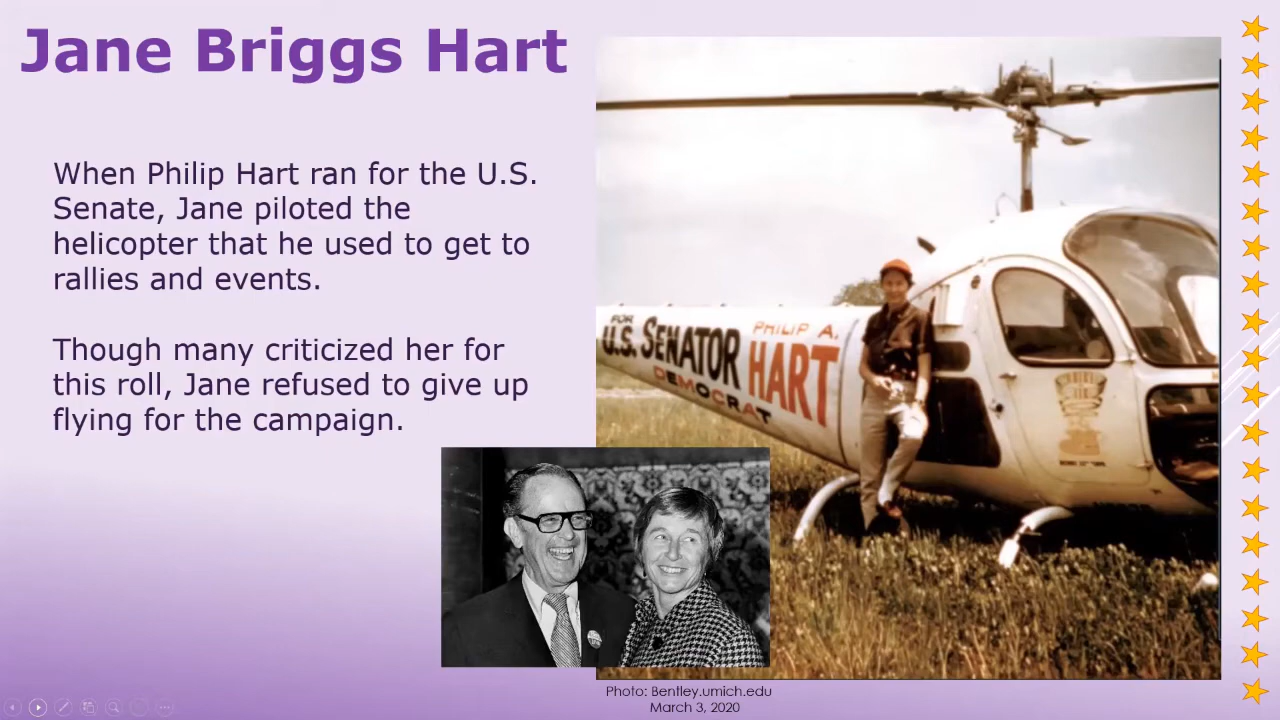 Jane Briggs Hart
When Philip Hart ran for the U.S.
Senate, Jane piloted the
helicopter that he used to get to
rallies and events.
Though many criticized her for
this roll, Jane refused to give up
flying for the campaign.
FOR
U.S. SENATOR
PHILIP A.
HART
DEMOCRAT
Photo: Bentley.umich.edu
March 3, 2020